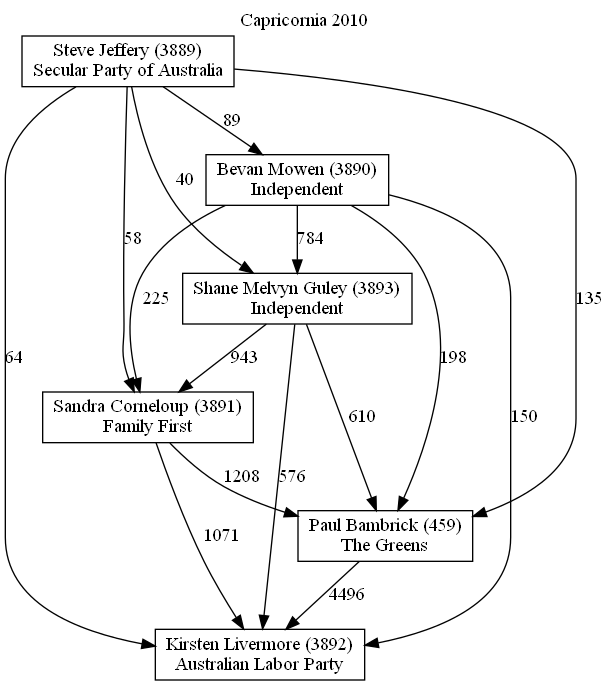 Capricornia 2010
Steve Jeffery (3889)
Secular Party of Australia
89
Bevan Mowen (3890)
Independent
40
58
784
Shane Melvyn Guley (3893)
Independent
225
135
64
943
198
Sandra Corneloup (3891)
Family First
610
150
1208
576
1071
Paul Bambrick (459)
The Greens
4496
Kirsten Livermore (3892)
Australian Labor Party